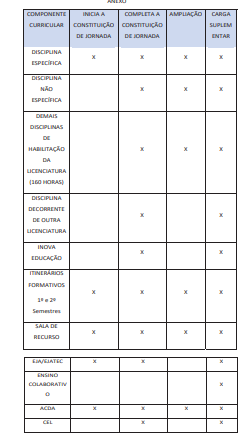 ANEXO
COMPONENTE CURRICULAR INICIA A CONSTITUIÇÃO DE JORNADA COMPLETA A CONSTITUIÇÃO DE JORNADA AMPLIAÇÃO CARGA SUPLEM ENTAR
DISCIPLINA ESPECÍFICA X X X X
DISCIPLINA NÃO ESPECÍFICA X X X
DEMAIS DISCIPLINAS DE HABILITAÇÃO DA LICENCIATURA (160 HORAS) X X X
DISCIPLINA DECORRENTE DE OUTRA LICENCIATURA X X
INOVA EDUCAÇÃO X X
ITINERÁRIOS FORMATIVOS 1º e 2º Semestres X X X X
SALA DE RECURSO X X X X
EJA/EJATEC X X X
ENSINO COLABORATIV O X
ACDA X X X X
CEL X X